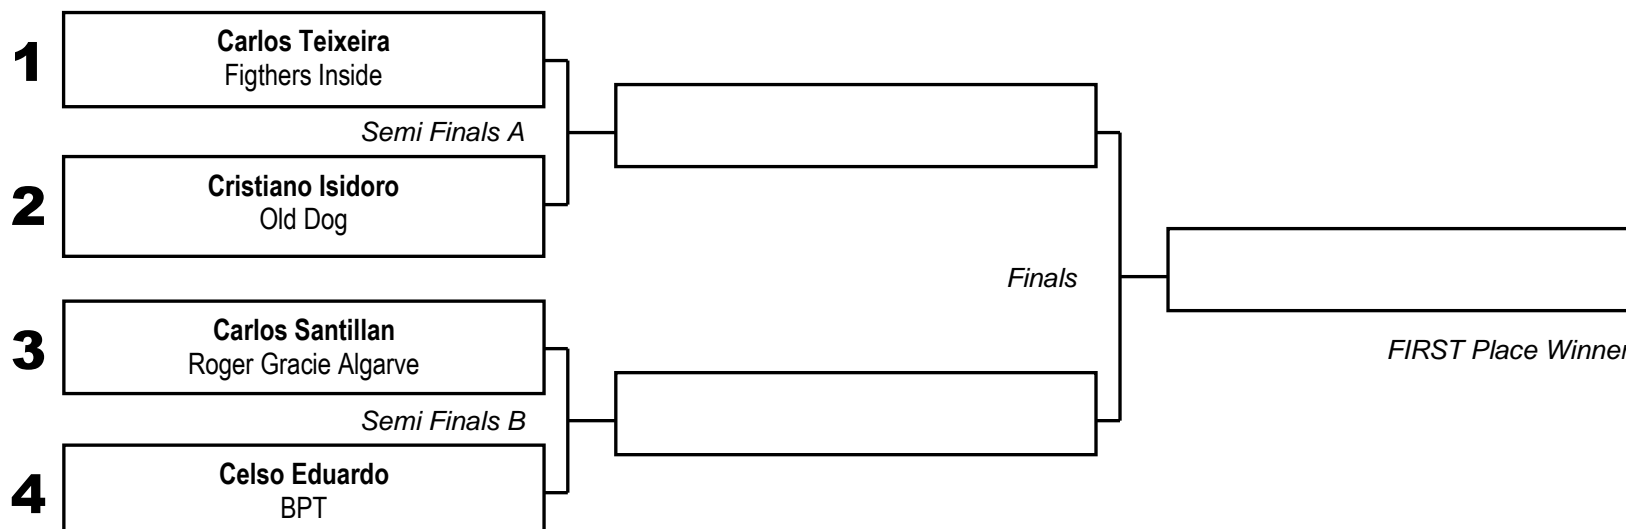 1
Carlos Teixeira
Figthers Inside
Semi Finals A
2
Cristiano Isidoro
Old Dog
Finals
3
Carlos Santillan
Roger Gracie Algarve
FIRST Place Winner
Semi Finals B
4
Celso Eduardo
BPT